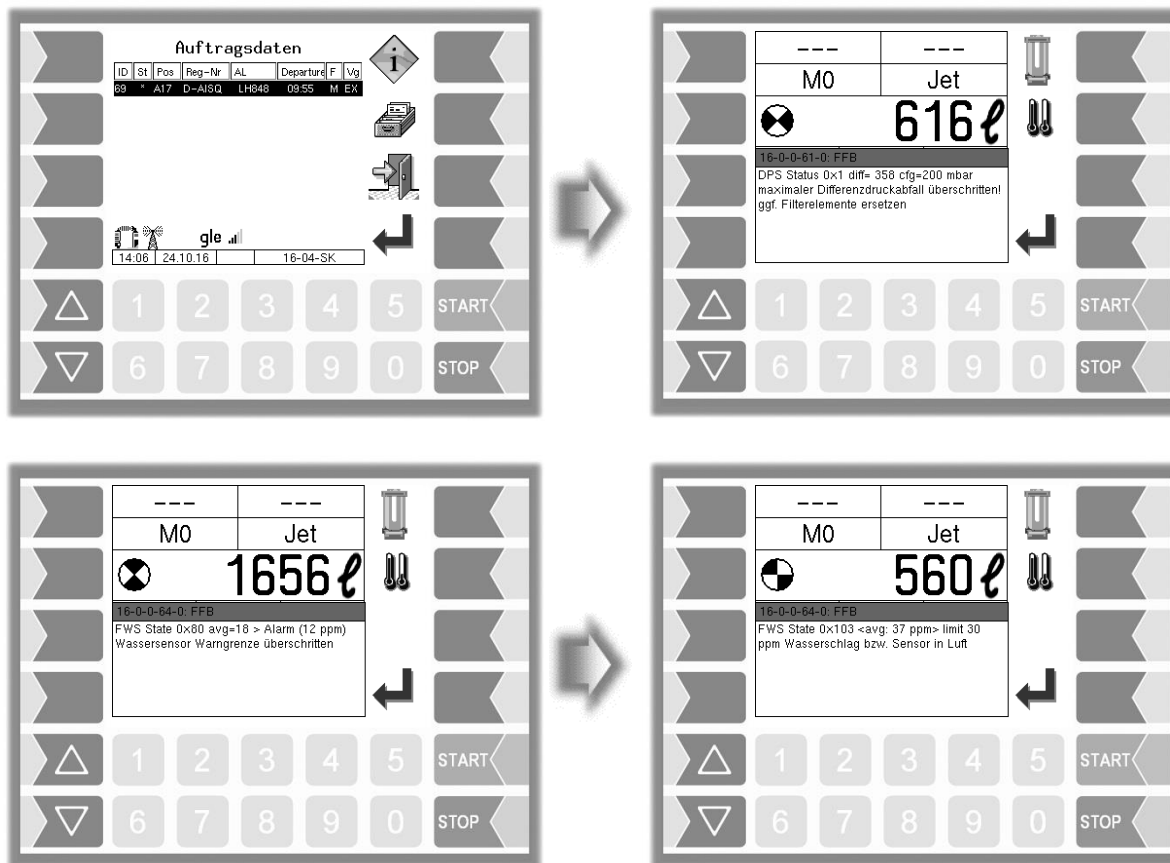 Auftragsdaten
ID St Pos Reg-Nr AL Departure F Vg
69 * A17 D-AISQ LH848 09:55 M EX
i
gle
14:06 24.10.16 16-04-SK
1 2 3 4 5 START
6 7 8 9 0 STOP
--- ---
M0 Jet
616 ℓ
16-0-0-61-0: FFB
DPS Status 0x1 diff= 358 cfg=200 mbar
maximaler Differenzdruckabfall überschritten!
ggf. Filterelemente ersetzen
1 2 3 4 5 START
6 7 8 9 0 STOP
--- ---
M0 Jet
1656 ℓ
16-0-0-64-0: FFB
FWS State 0x80 avg=18 > Alarm (12 ppm)
Wassersensor Warngrenze überschritten
1 2 3 4 5 START
6 7 8 9 0 STOP
--- ---
M0 Jet
560 ℓ
16-0-0-64-0: FFB
FWS State 0x103 <avg: 37 ppm> limit 30
ppm Wasserschlag bzw. Sensor in Luft
1 2 3 4 5 START
6 7 8 9 0 STOP